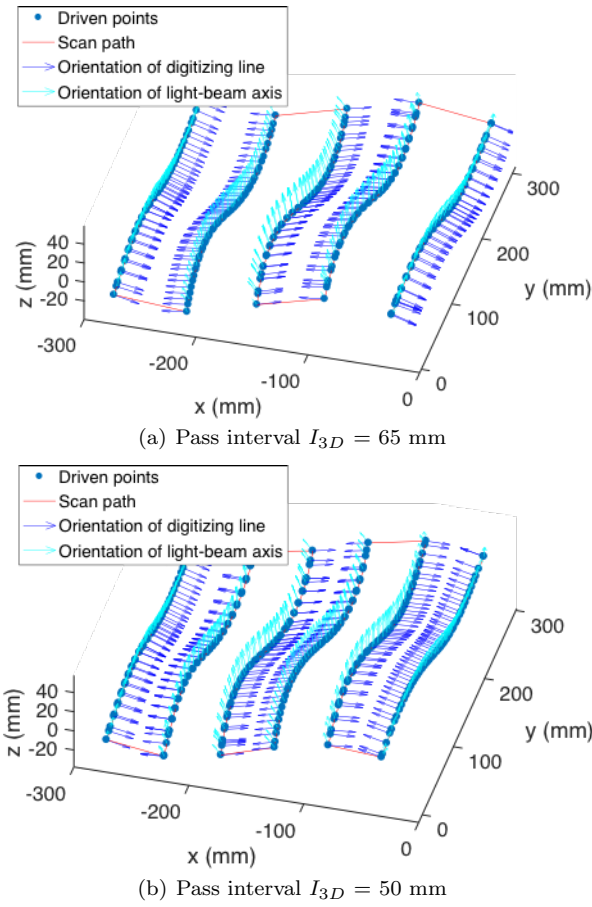 Driven points
Scan path
Orientation of digitizing line
Orientation of light-beam axis
40
20
0
-20
z (mm)
-300
-200
-100
0
x (mm)
300
200
100
0
y (mm)
(a) Pass interval I3D = 65 mm
Driven points
Scan path
Orientation of digitizing line
Orientation of light-beam axis
40
20
0
-20
z (mm)
-300
-200
-100
0
x (mm)
300
200
100
0
y (mm)
(b) Pass interval I3D = 50 mm